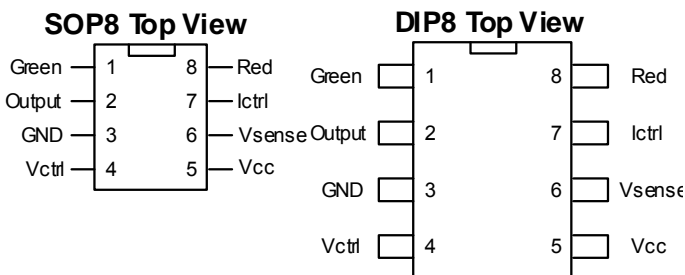 SOP8 Top View
Green 1 8 Red
Output 2 7 Ictrl
GND 3 6 Vsense
Vctrl 4 5 Vcc
DIP8 Top View
Green 1 8 Red
Output 2 7 Ictrl
GND 3 6 Vsense
Vctrl 4 5 Vcc